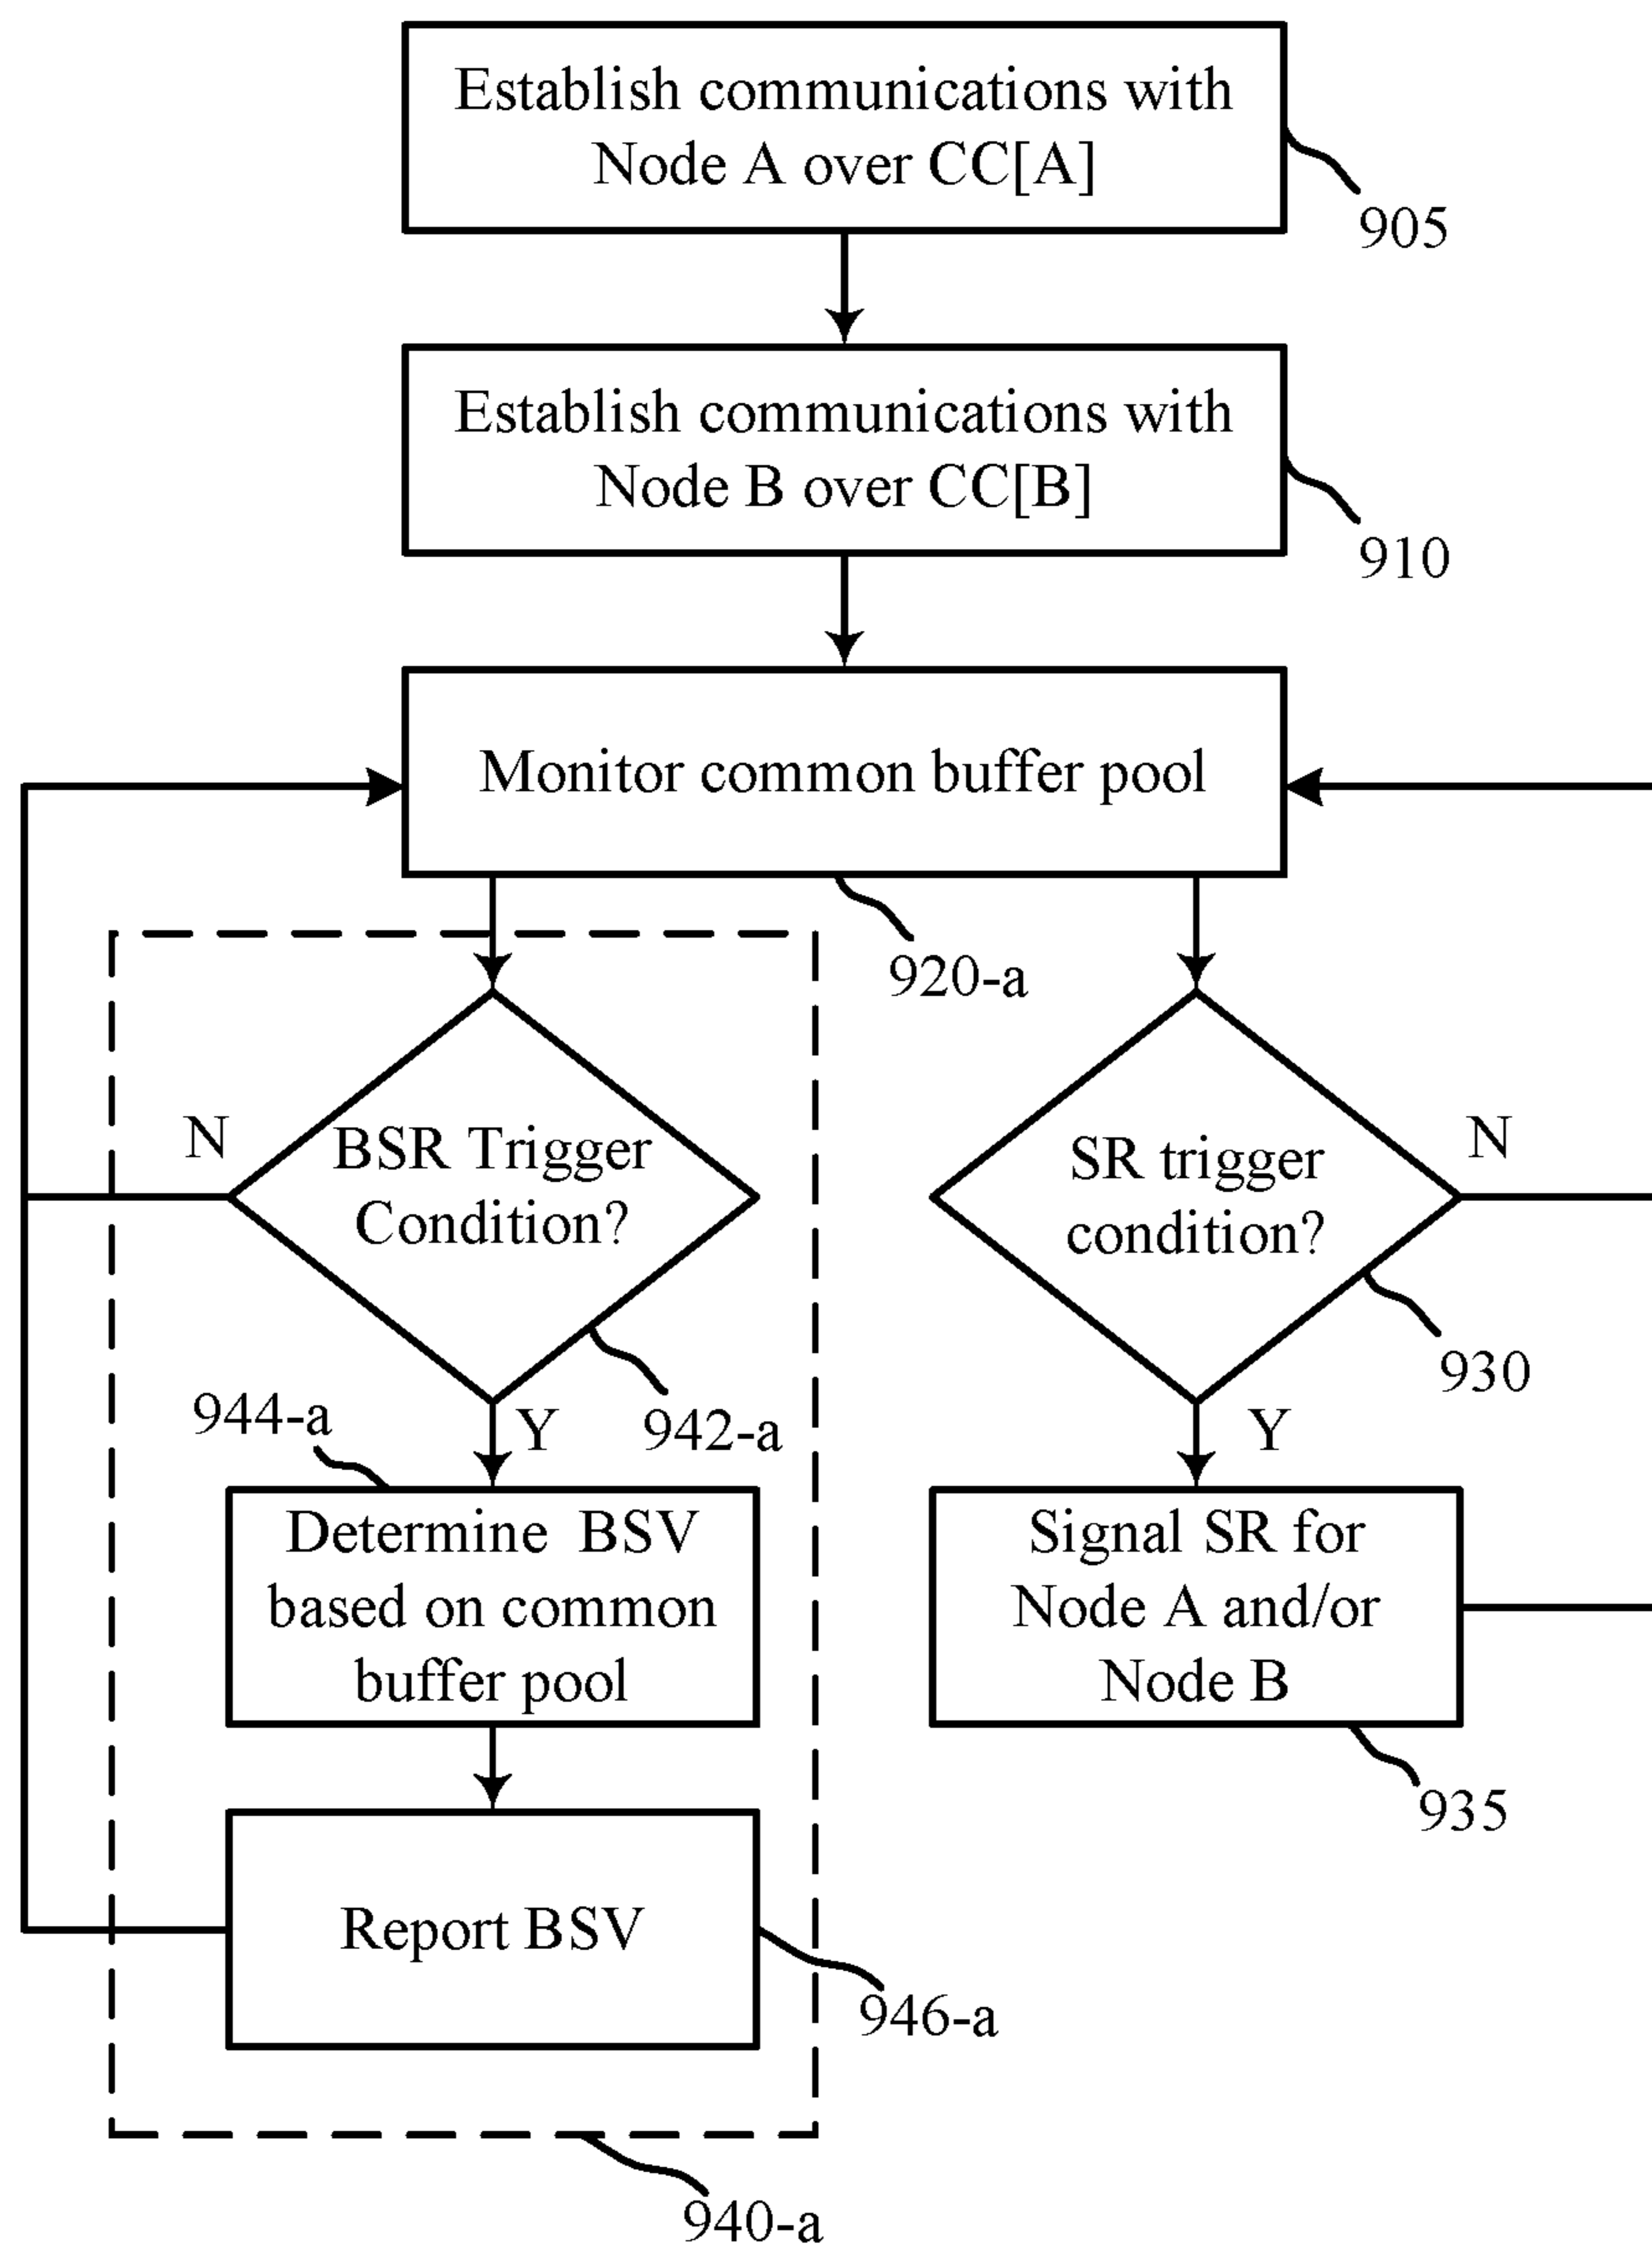 Establish communications with
Node A over CC[A]
905
Establish communications with
Node B over CC[B]
910
Monitor common buffer pool
920-a
N
BSR Trigger
Condition?
Y
942-a
944-a
Determine BSV
based on common
buffer pool
Report BSV
946-a
940-a
SR trigger
condition?
N
930
Y
Signal SR for
Node A and/or
Node B
935